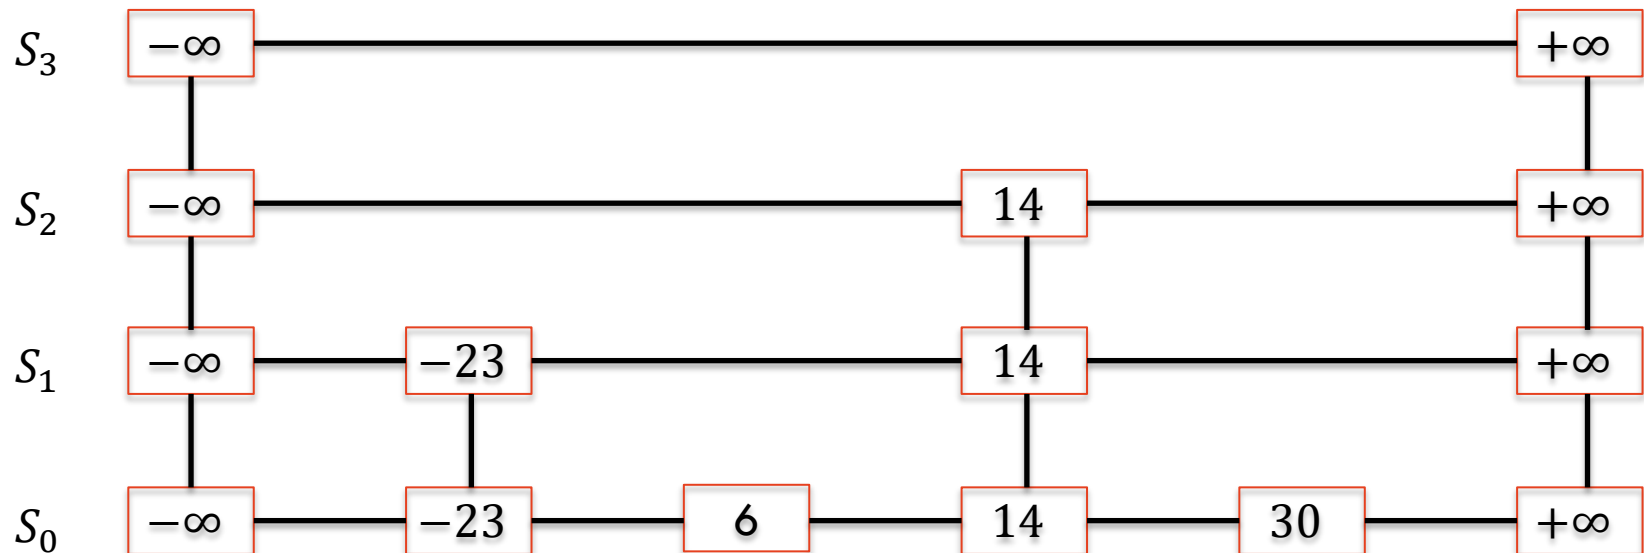 S₃ −∞ +∞
S₂ −∞ 14 +∞
S₁ −∞ −23 14 +∞
S₀ −∞ −23 6 14 30 +∞